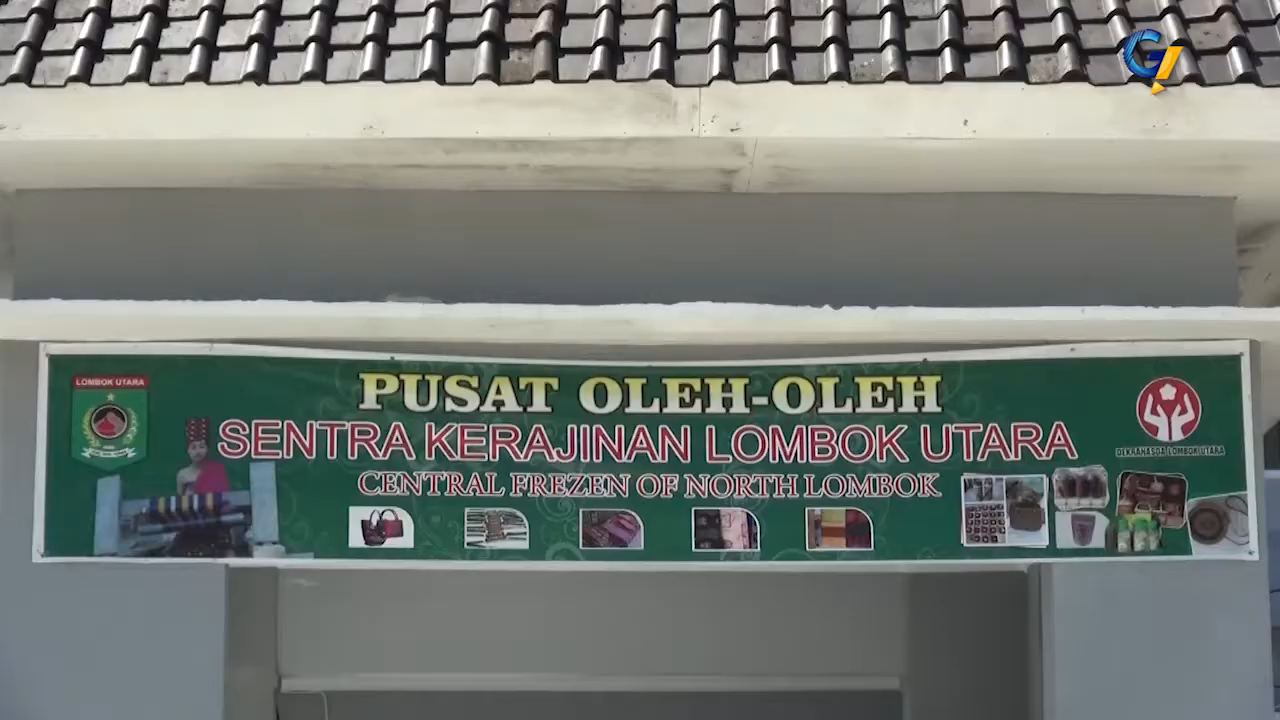 LOMBOK UTARA
PUSAT OLEH-OLEH
SENTRA KERAJINAN LOMBOK UTARA
CENTRAL FREZEN OF NORTH LOMBOK
DEKRANASDA LOMBOK UTARA